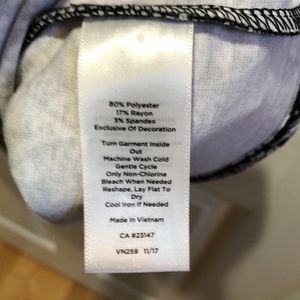 80% Polyester
17% Rayon
3% Spandex
Exclusive Of Decoration
Turn Garment Inside
Out
Machine Wash Cold
Gentle Cycle
Only Non-Chlorine
Bleach When Needed
Reshape, Lay Flat To
Dry
Cool Iron If Needed
Made In Vietnam
CA #23147
VN259 11/17